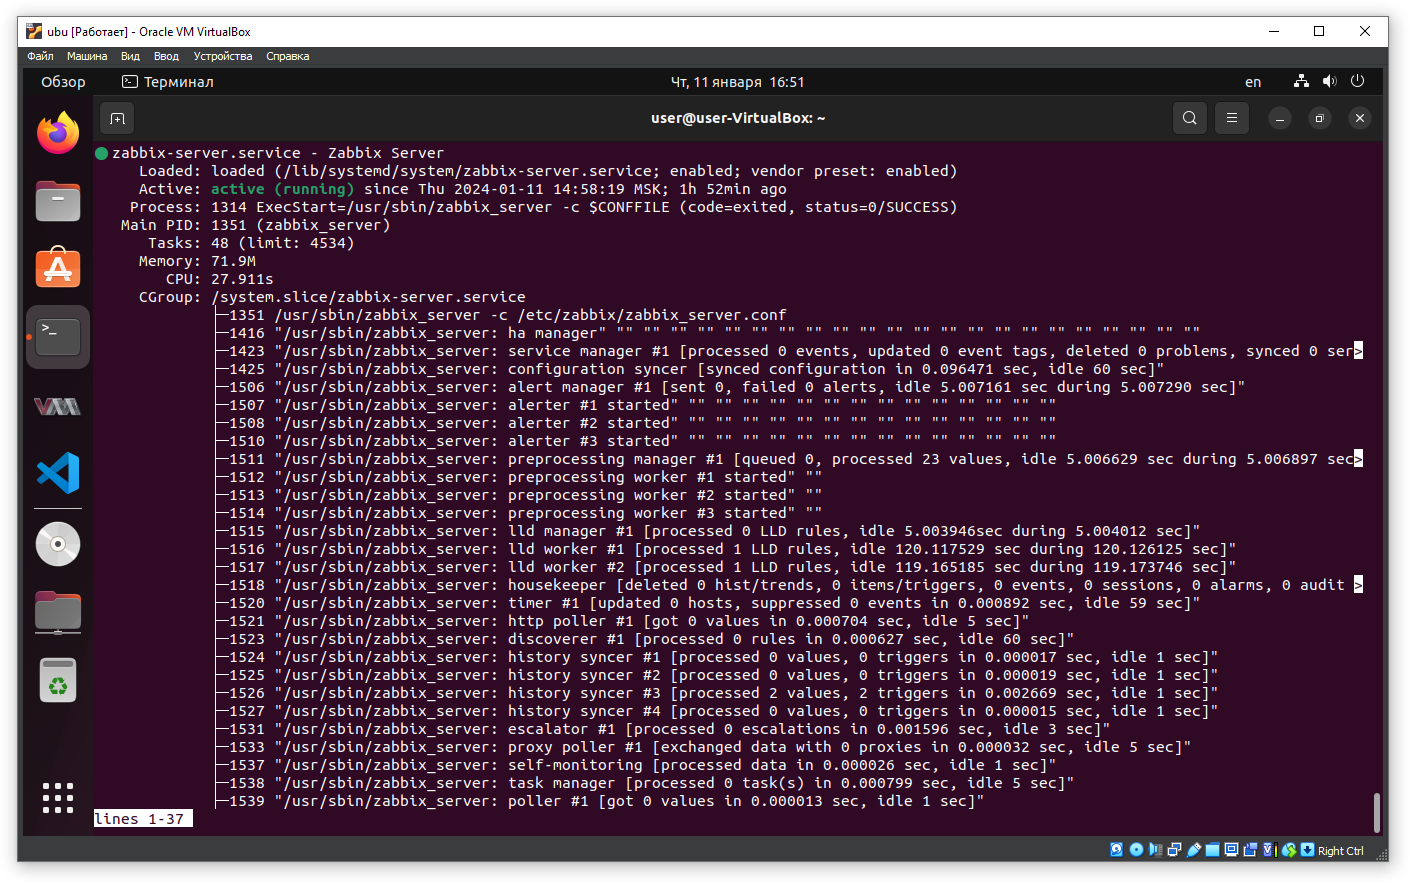 ubu [Работает] - Oracle VM VirtualBox
Файл Машина Вид Ввод Устройства Справка
Обзор Терминал Чт, 11 января 16:51 en
user@user-VirtualBox: ~
zabbix-server.service - Zabbix Server
Loaded: loaded (/lib/systemd/system/zabbix-server.service; enabled; vendor preset: enabled)
Active: active (running) since Thu 2024-01-11 14:58:19 MSK; 1h 52min ago
Process: 1314 ExecStart=/usr/sbin/zabbix_server -c $CONFFILE (code=exited, status=0/SUCCESS)
Main PID: 1351 (zabbix_server)
Tasks: 48 (limit: 4534)
Memory: 71.9M
CPU: 27.911s
CGroup: /system.slice/zabbix-server.service
├─1351 /usr/sbin/zabbix_server -c /etc/zabbix/zabbix_server.conf
├─1416 "/usr/sbin/zabbix_server: ha manager" "" "" "" "" "" "" "" "" "" "" "" "" "" "" "" "" "" "" "" "" "" ""
├─1423 "/usr/sbin/zabbix_server: service manager #1 [processed 0 events, updated 0 event tags, deleted 0 problems, synced 0 ser>
├─1425 "/usr/sbin/zabbix_server: configuration syncer [synced configuration in 0.096471 sec, idle 60 sec]"
├─1506 "/usr/sbin/zabbix_server: alert manager #1 [sent 0, failed 0 alerts, idle 5.007161 sec during 5.007290 sec]"
├─1507 "/usr/sbin/zabbix_server: alerter #1 started" "" "" "" "" "" "" "" "" "" "" "" "" "" ""
├─1508 "/usr/sbin/zabbix_server: alerter #2 started" "" "" "" "" "" "" "" "" "" "" "" "" "" ""
├─1510 "/usr/sbin/zabbix_server: alerter #3 started" "" "" "" "" "" "" "" "" "" "" "" "" "" ""
├─1511 "/usr/sbin/zabbix_server: preprocessing manager #1 [queued 0, processed 23 values, idle 5.006629 sec during 5.006897 sec>
├─1512 "/usr/sbin/zabbix_server: preprocessing worker #1 started" ""
├─1513 "/usr/sbin/zabbix_server: preprocessing worker #2 started" ""
├─1514 "/usr/sbin/zabbix_server: preprocessing worker #3 started" ""
├─1515 "/usr/sbin/zabbix_server: lld manager #1 [processed 0 LLD rules, idle 5.003946sec during 5.004012 sec]"
├─1516 "/usr/sbin/zabbix_server: lld worker #1 [processed 1 LLD rules, idle 120.117529 sec during 120.126125 sec]"
├─1517 "/usr/sbin/zabbix_server: lld worker #2 [processed 1 LLD rules, idle 119.165185 sec during 119.173746 sec]"
├─1518 "/usr/sbin/zabbix_server: housekeeper [deleted 0 hist/trends, 0 items/triggers, 0 events, 0 sessions, 0 alarms, 0 audit >
├─1520 "/usr/sbin/zabbix_server: timer #1 [updated 0 hosts, suppressed 0 events in 0.000892 sec, idle 59 sec]"
├─1521 "/usr/sbin/zabbix_server: http poller #1 [got 0 values in 0.000704 sec, idle 5 sec]"
├─1523 "/usr/sbin/zabbix_server: discoverer #1 [processed 0 rules in 0.000627 sec, idle 60 sec]"
├─1524 "/usr/sbin/zabbix_server: history syncer #1 [processed 0 values, 0 triggers in 0.000017 sec, idle 1 sec]"
├─1525 "/usr/sbin/zabbix_server: history syncer #2 [processed 0 values, 0 triggers in 0.000019 sec, idle 1 sec]"
├─1526 "/usr/sbin/zabbix_server: history syncer #3 [processed 2 values, 2 triggers in 0.002669 sec, idle 1 sec]"
├─1527 "/usr/sbin/zabbix_server: history syncer #4 [processed 0 values, 0 triggers in 0.000015 sec, idle 1 sec]"
├─1531 "/usr/sbin/zabbix_server: escalator #1 [processed 0 escalations in 0.001596 sec, idle 3 sec]"
├─1533 "/usr/sbin/zabbix_server: proxy poller #1 [exchanged data with 0 proxies in 0.000032 sec, idle 5 sec]"
├─1537 "/usr/sbin/zabbix_server: self-monitoring [processed data in 0.000026 sec, idle 1 sec]"
├─1538 "/usr/sbin/zabbix_server: task manager [processed 0 task(s) in 0.000799 sec, idle 5 sec]"
├─1539 "/usr/sbin/zabbix_server: poller #1 [got 0 values in 0.000013 sec, idle 1 sec]"
lines 1-37
Right Ctrl